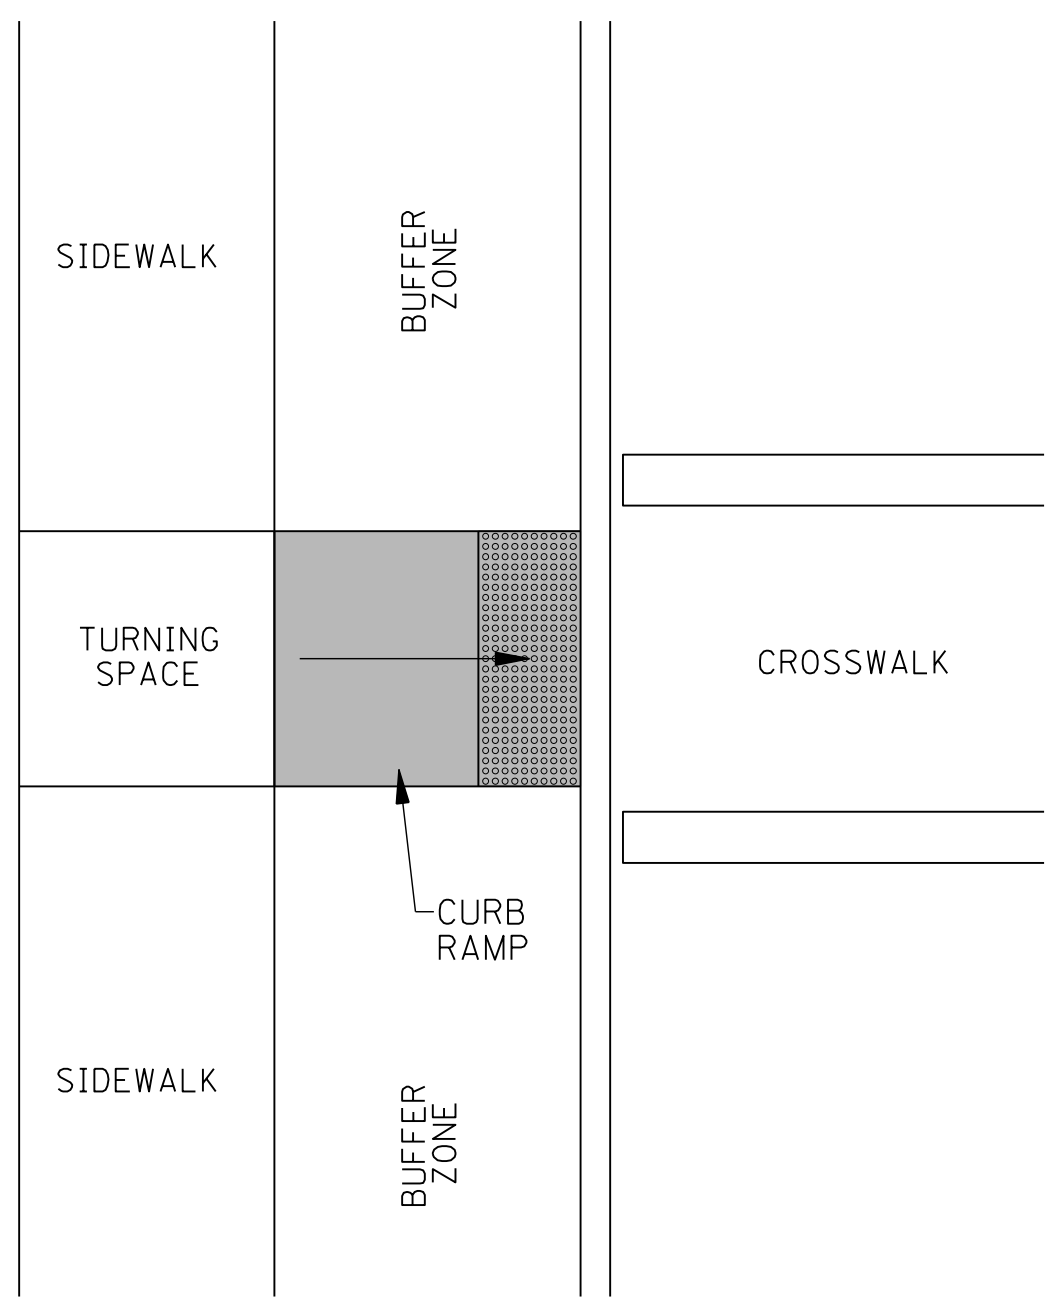 SIDEWALK
BUFFER
ZONE
TURNING
SPACE
CROSSWALK
CURB
RAMP
SIDEWALK
BUFFER
ZONE